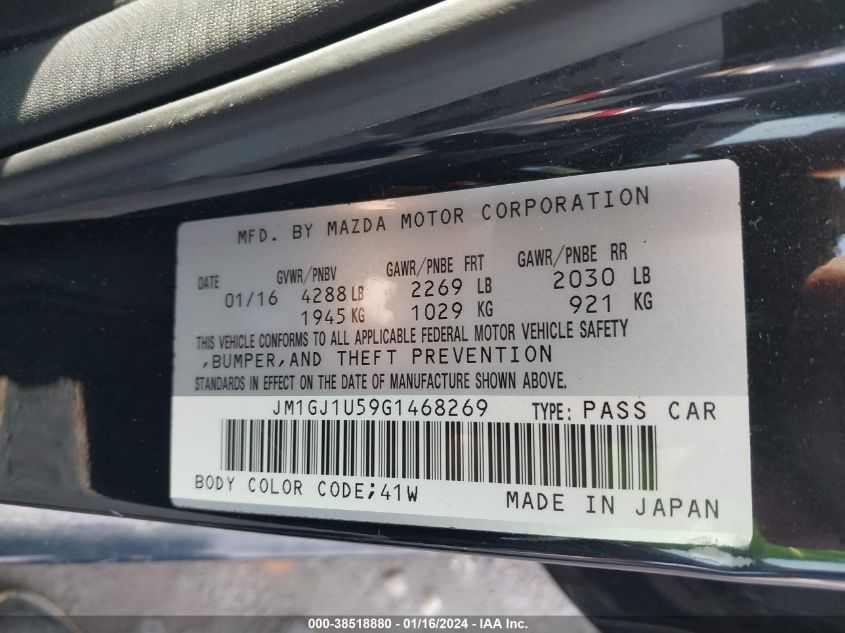 MFD. BY MAZDA MOTOR CORPORATION
DATE GVWR/PNBV GAWR/PNBE FRT GAWR/PNBE RR
01/16 4288 LB 2269 LB 2030 LB
1945 KG 1029 KG 921 KG
THIS VEHICLE CONFORMS TO ALL APPLICABLE FEDERAL MOTOR VEHICLE SAFETY
,BUMPER,AND THEFT PREVENTION
STANDARDS IN EFFECT ON THE DATE OF MANUFACTURE SHOWN ABOVE.
JM1GJ1U59G1468269 TYPE: PASS CAR
BODY COLOR CODE;41W MADE IN JAPAN
000-38518880 - 01/16/2024 - IAA Inc.